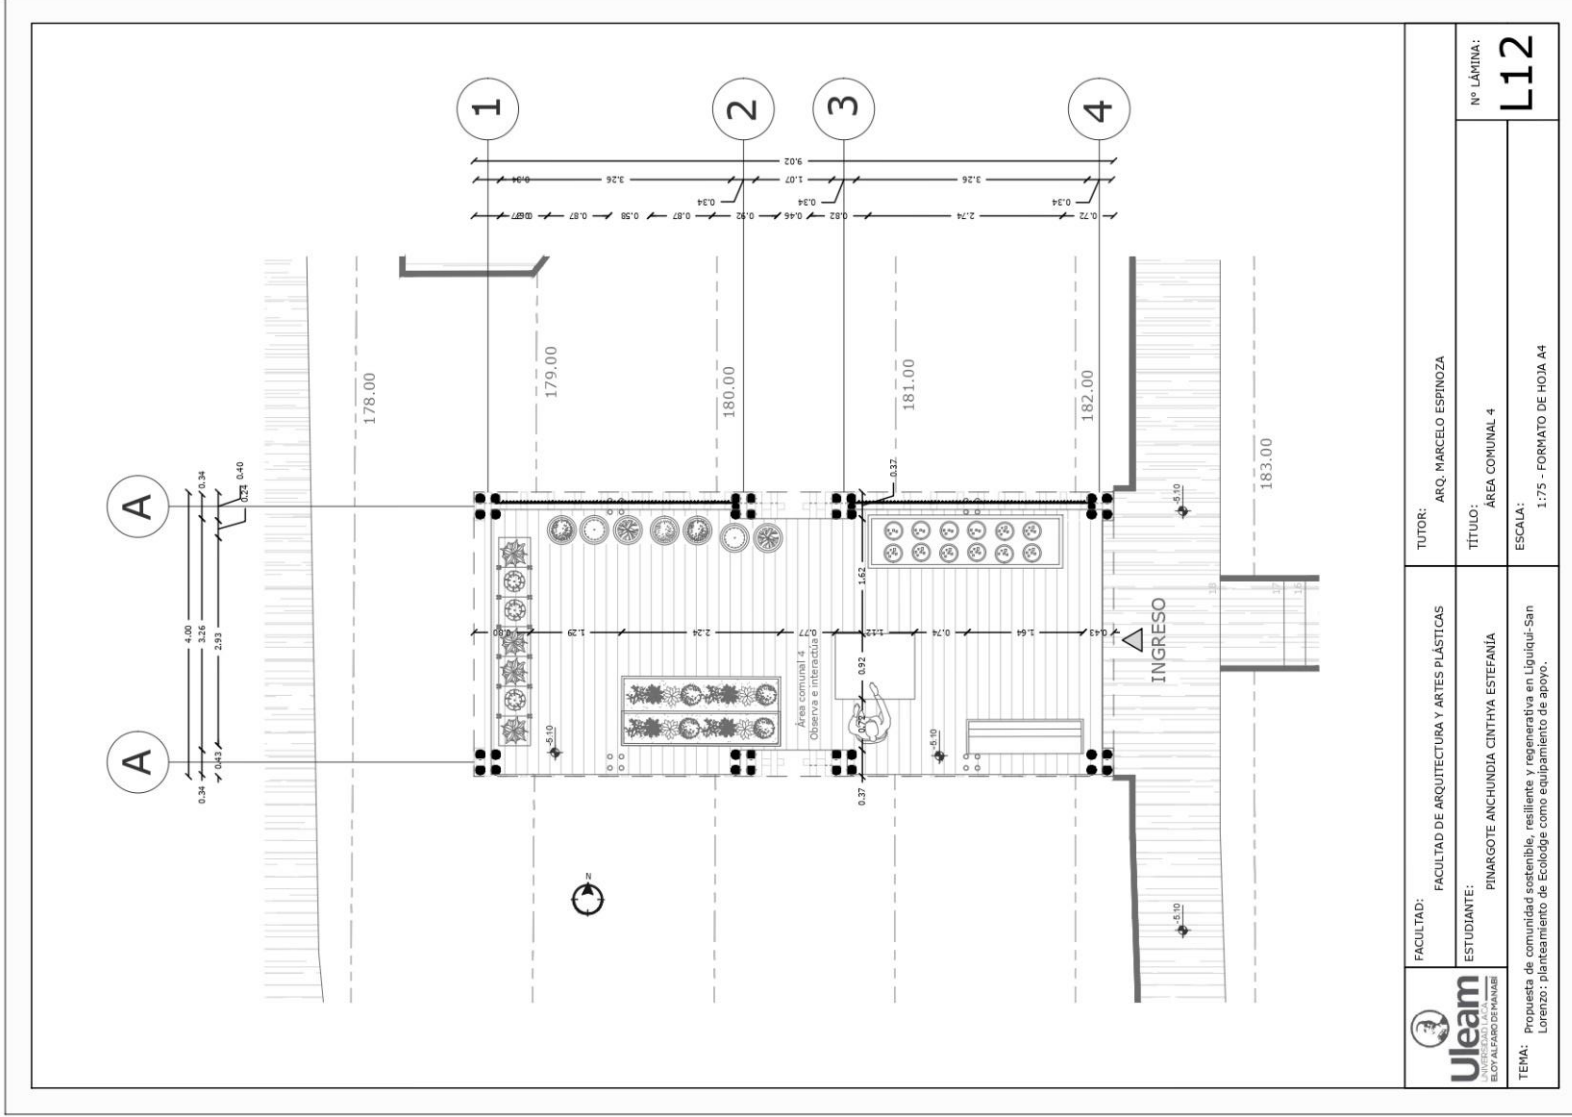 A
A
1
2
3
4
4.00
0.34
3.26
0.34
0.40
0.24
2.93
0.43
9.02
0.34
3.26
0.34
1.07
0.34
3.26
0.34
0.87
0.58
0.87
0.92
0.46
0.82
2.74
0.72
178.00
179.00
180.00
181.00
182.00
183.00
0.37
1.62
0.92
0.37
1.29
2.24
0.77
1.12
0.74
1.64
0.43
Área comunal 4
Observa e interactúa
-5.10
-5.10
-5.10
-5.10
INGRESO
18
17
16
N
Uleam
UNIVERSIDAD LAICA
ELOY ALFARO DE MANABÍ
FACULTAD:
FACULTAD DE ARQUITECTURA Y ARTES PLÁSTICAS
TUTOR:
ARQ. MARCELO ESPINOZA
ESTUDIANTE:
PINARGOTE ANCHUNDIA CINTHYA ESTEFANÍA
TÍTULO:
ÁREA COMUNAL 4
Nº LÁMINA:
L12
TEMA: Propuesta de comunidad sostenible, resiliente y regenerativa en Liguiqui-San
Lorenzo: planteamiento de Ecolodge como equipamiento de apoyo.
ESCALA:
1:75 - FORMATO DE HOJA A4